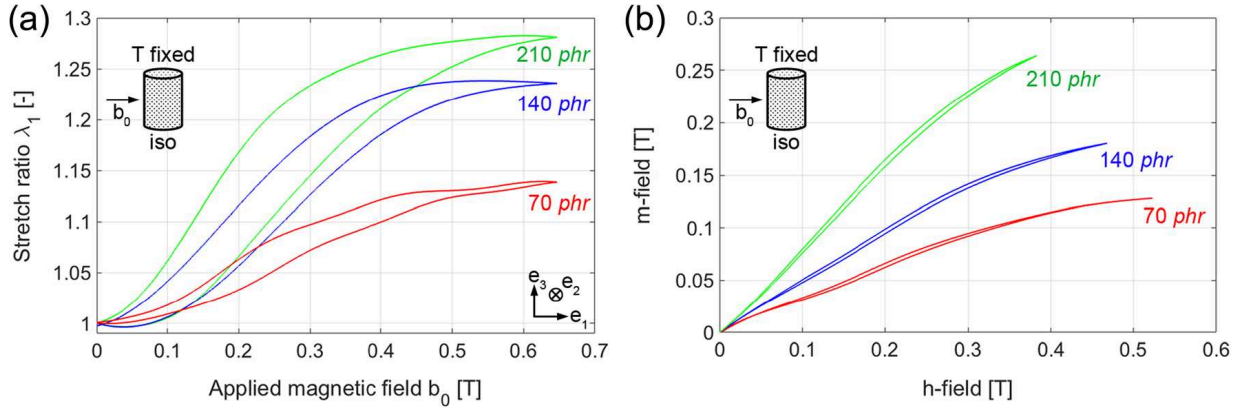 (a)
1.3
1.25
1.2
1.15
1.1
1.05
1
Stretch ratio λ1 [-]
T fixed
b0
iso
210 phr
140 phr
70 phr
e3
e2
e1
0 0.1 0.2 0.3 0.4 0.5 0.6 0.7
Applied magnetic field b0 [T]
(b)
0.3
0.25
0.2
0.15
0.1
0.05
0
m-field [T]
T fixed
b0
iso
210 phr
140 phr
70 phr
0 0.1 0.2 0.3 0.4 0.5 0.6
h-field [T]